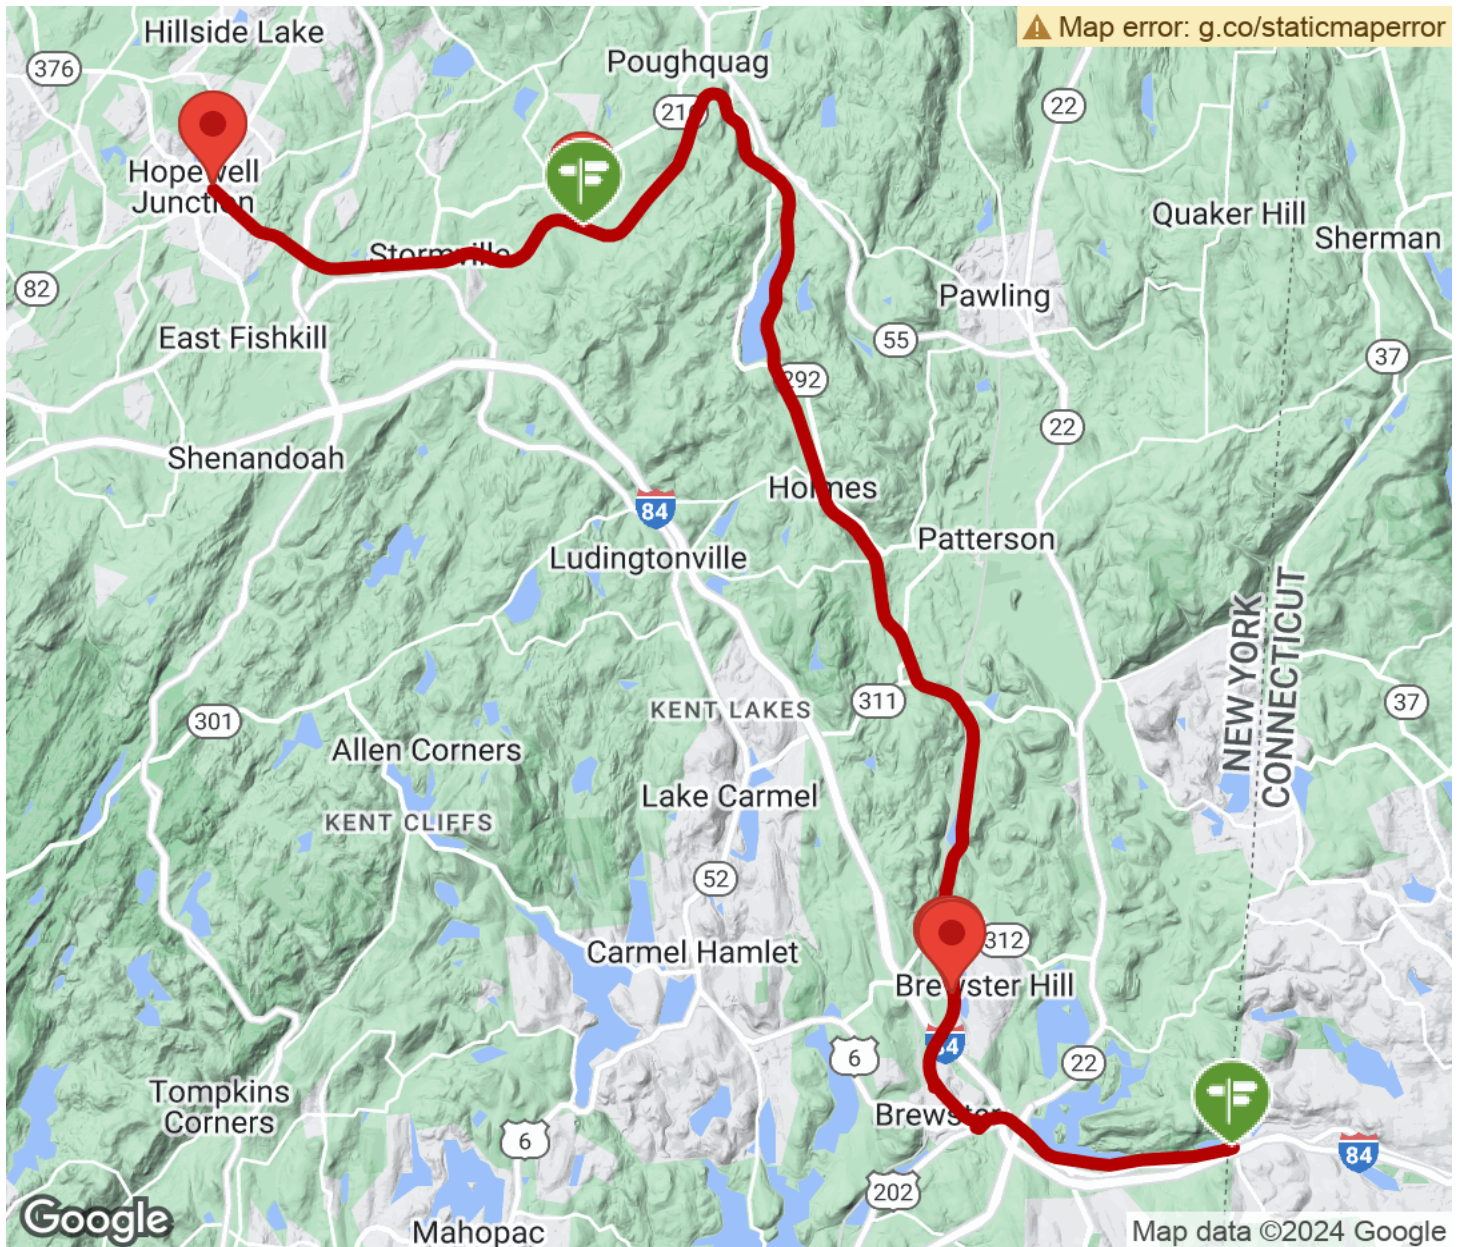 Hillside Lake
Map error: g.co/staticmaperror
Poughquag
376
22
216
Hopewell
Junction
Quaker Hill
Sherman
Stormville
82
Pawling
East Fishkill
55
37
292
22
Shenandoah
Holmes
84
Patterson
Ludingtonville
NEW YORK
CONNECTICUT
311
37
KENT LAKES
301
Allen Corners
Lake Carmel
KENT CLIFFS
52
312
Carmel Hamlet
Brewster Hill
84
6
22
Tompkins
Corners
Brewster
6
84
202
Google
Mahopac
Map data ©2024 Google